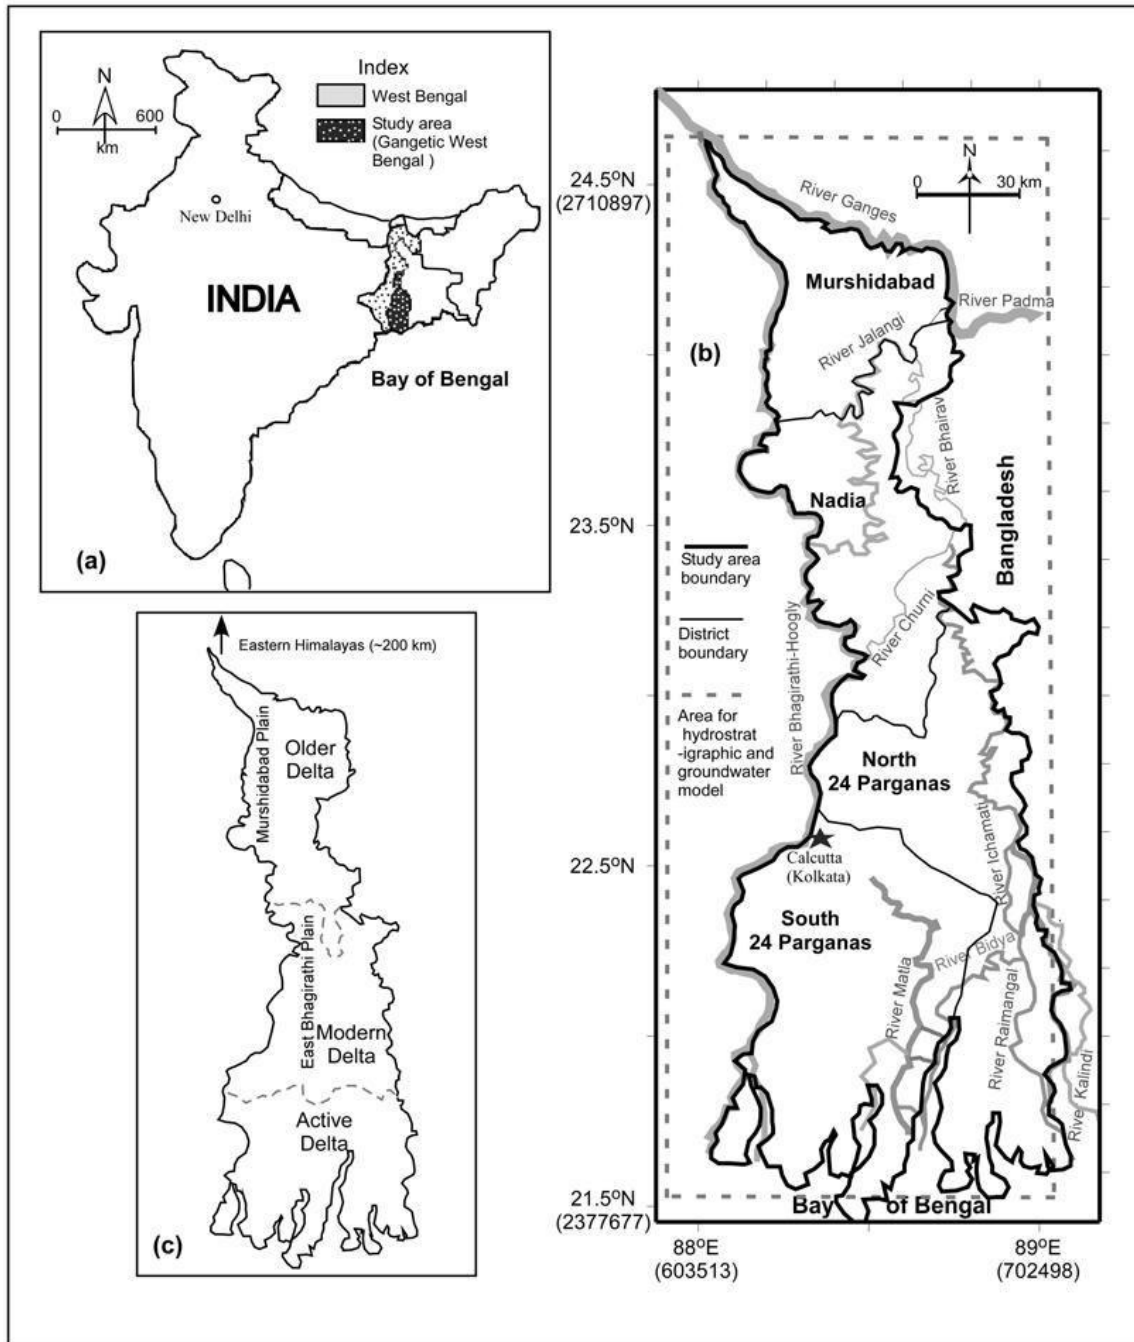 Index
West Bengal
Study area
(Gangetic West
Bengal )
N
0 600
km
New Delhi
INDIA
Bay of Bengal
(a)
Eastern Himalayas (~200 km)
Murshidabad Plain
Older
Delta
East Bhagirathi Plain
Modern
Delta
Active
Delta
(c)
24.5°N
(2710897)
23.5°N
22.5°N
21.5°N
(2377677)
88°E
(603513)
89°E
(702498)
N
0 30 km
River Ganges
Murshidabad
River Padma
(b)
River Jalangi
River Bhairav
Bangladesh
Nadia
Study area
boundary
District
boundary
Area for
hydrostrat
-igraphic and
groundwater
model
River Bhagirathi-Hoogly
River Churni
North
24 Parganas
River Ichamati
Calcutta
(Kolkata)
South
24 Parganas
River Bidya
River Matla
River Raimangal
River Kalindi
Bay of Bengal